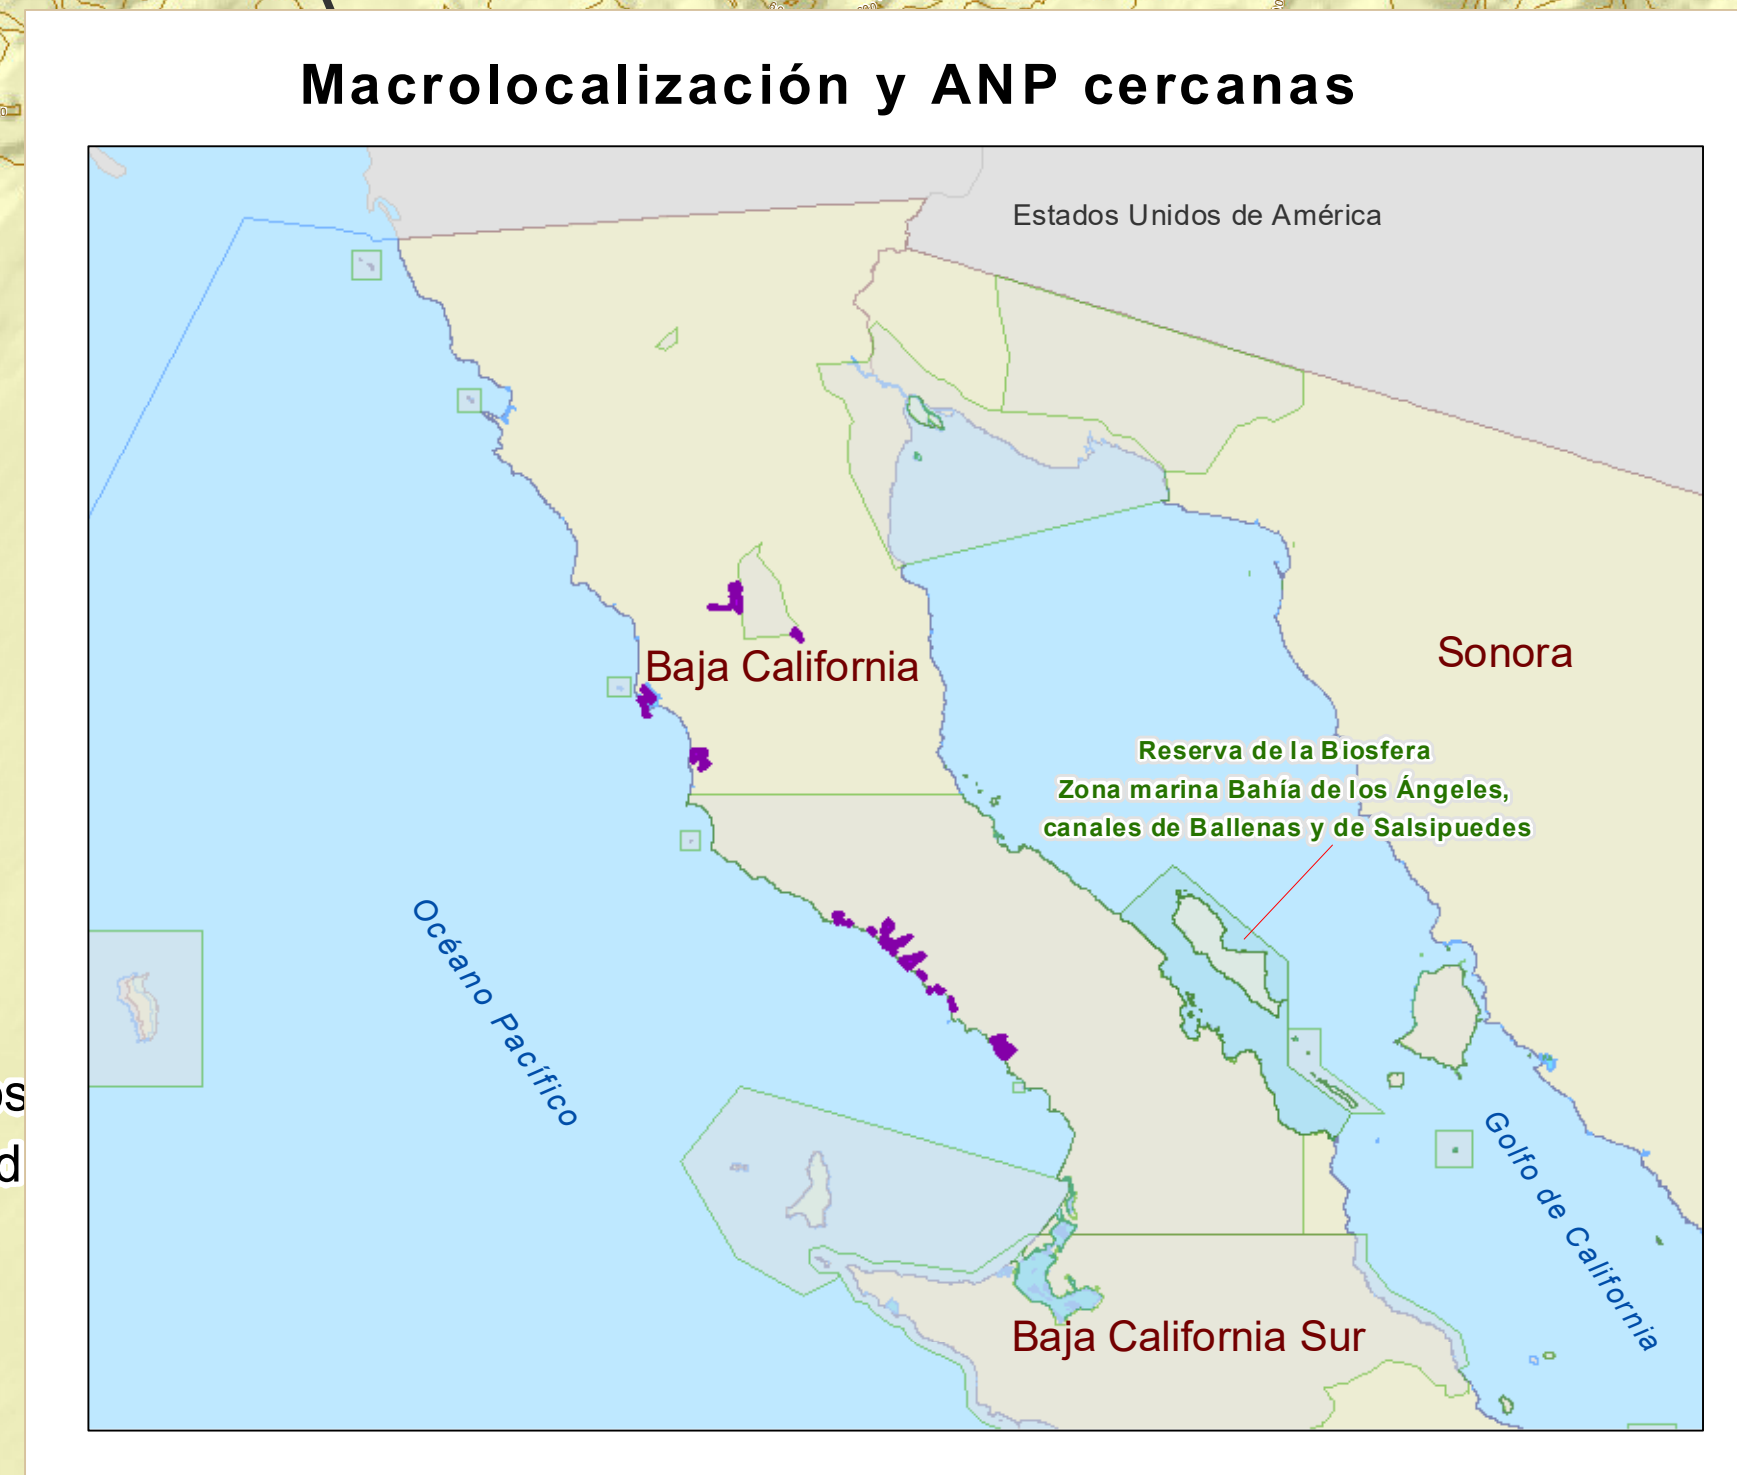 Macrolocalización y ANP cercanas
Estados Unidos de América
Sonora
Baja California
Reserva de la Biosfera
Zona marina Bahía de los Ángeles,
canales de Ballenas y de Salsipuedes
Océano Pacífico
Golfo de California
Baja California Sur